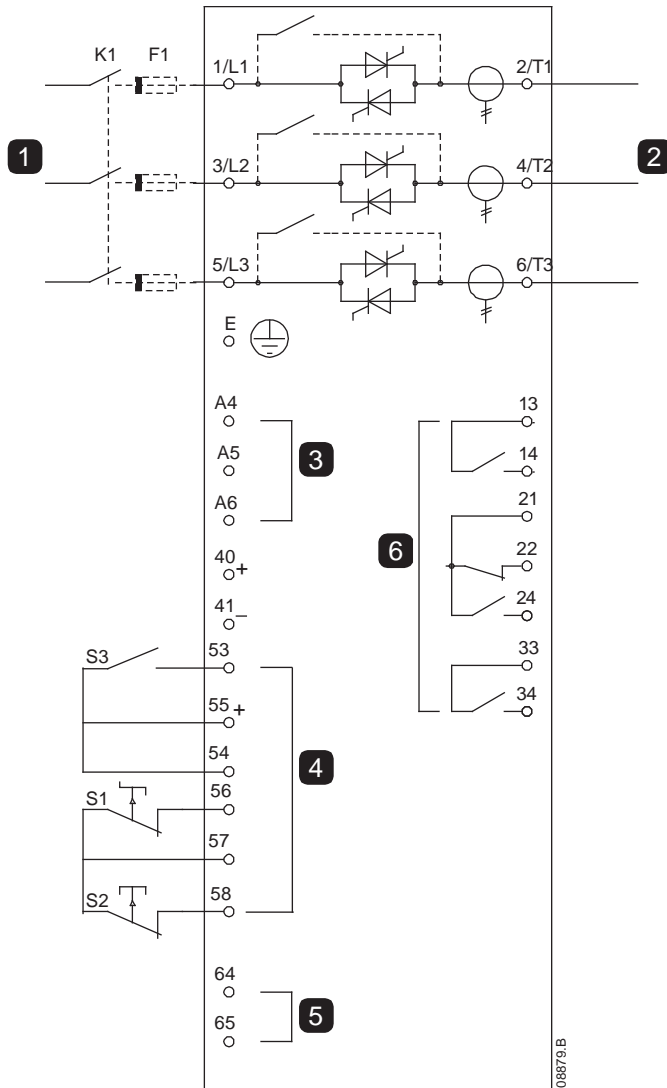 K1 F1 1/L1 2/T1
1 3/L2 4/T2 2
5/L3 6/T3
E
A4 13
A5 3 14
A6 21
40 + 6 22
41 – 24
S3 53 33
55 + 34
54 4
S1 56
57
S2 58
64
65 5
08879.B